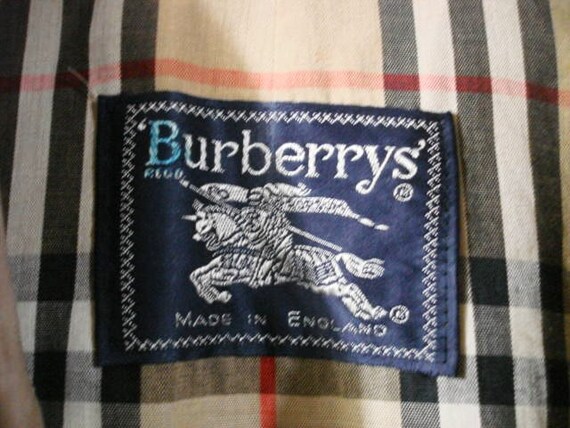 'Burberrys'
REGD. ®
®
MADE IN ENGLAND